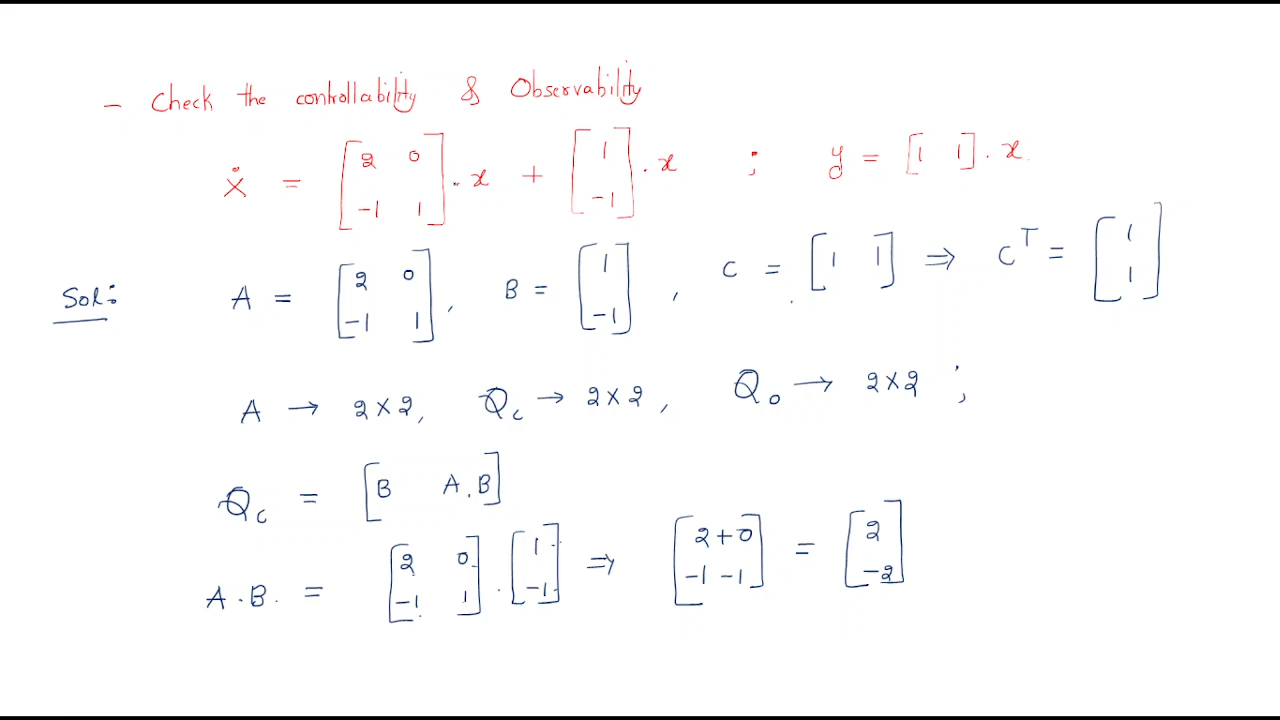 - Check the controllability & Observability
ẋ = [2 0; -1 1] . x + [1; -1] . x ; y = [1 1] . x
Sol: A = [2 0; -1 1], B = [1; -1], C = [1 1] ⇒ C^T = [1; 1]
A → 2×2, Q_c → 2×2, Q_o → 2×2 ;
Q_c = [B A.B]
A.B. = [2 0; -1 1] . [1; -1] ⇒ [2+0; -1-1] = [2; -2]